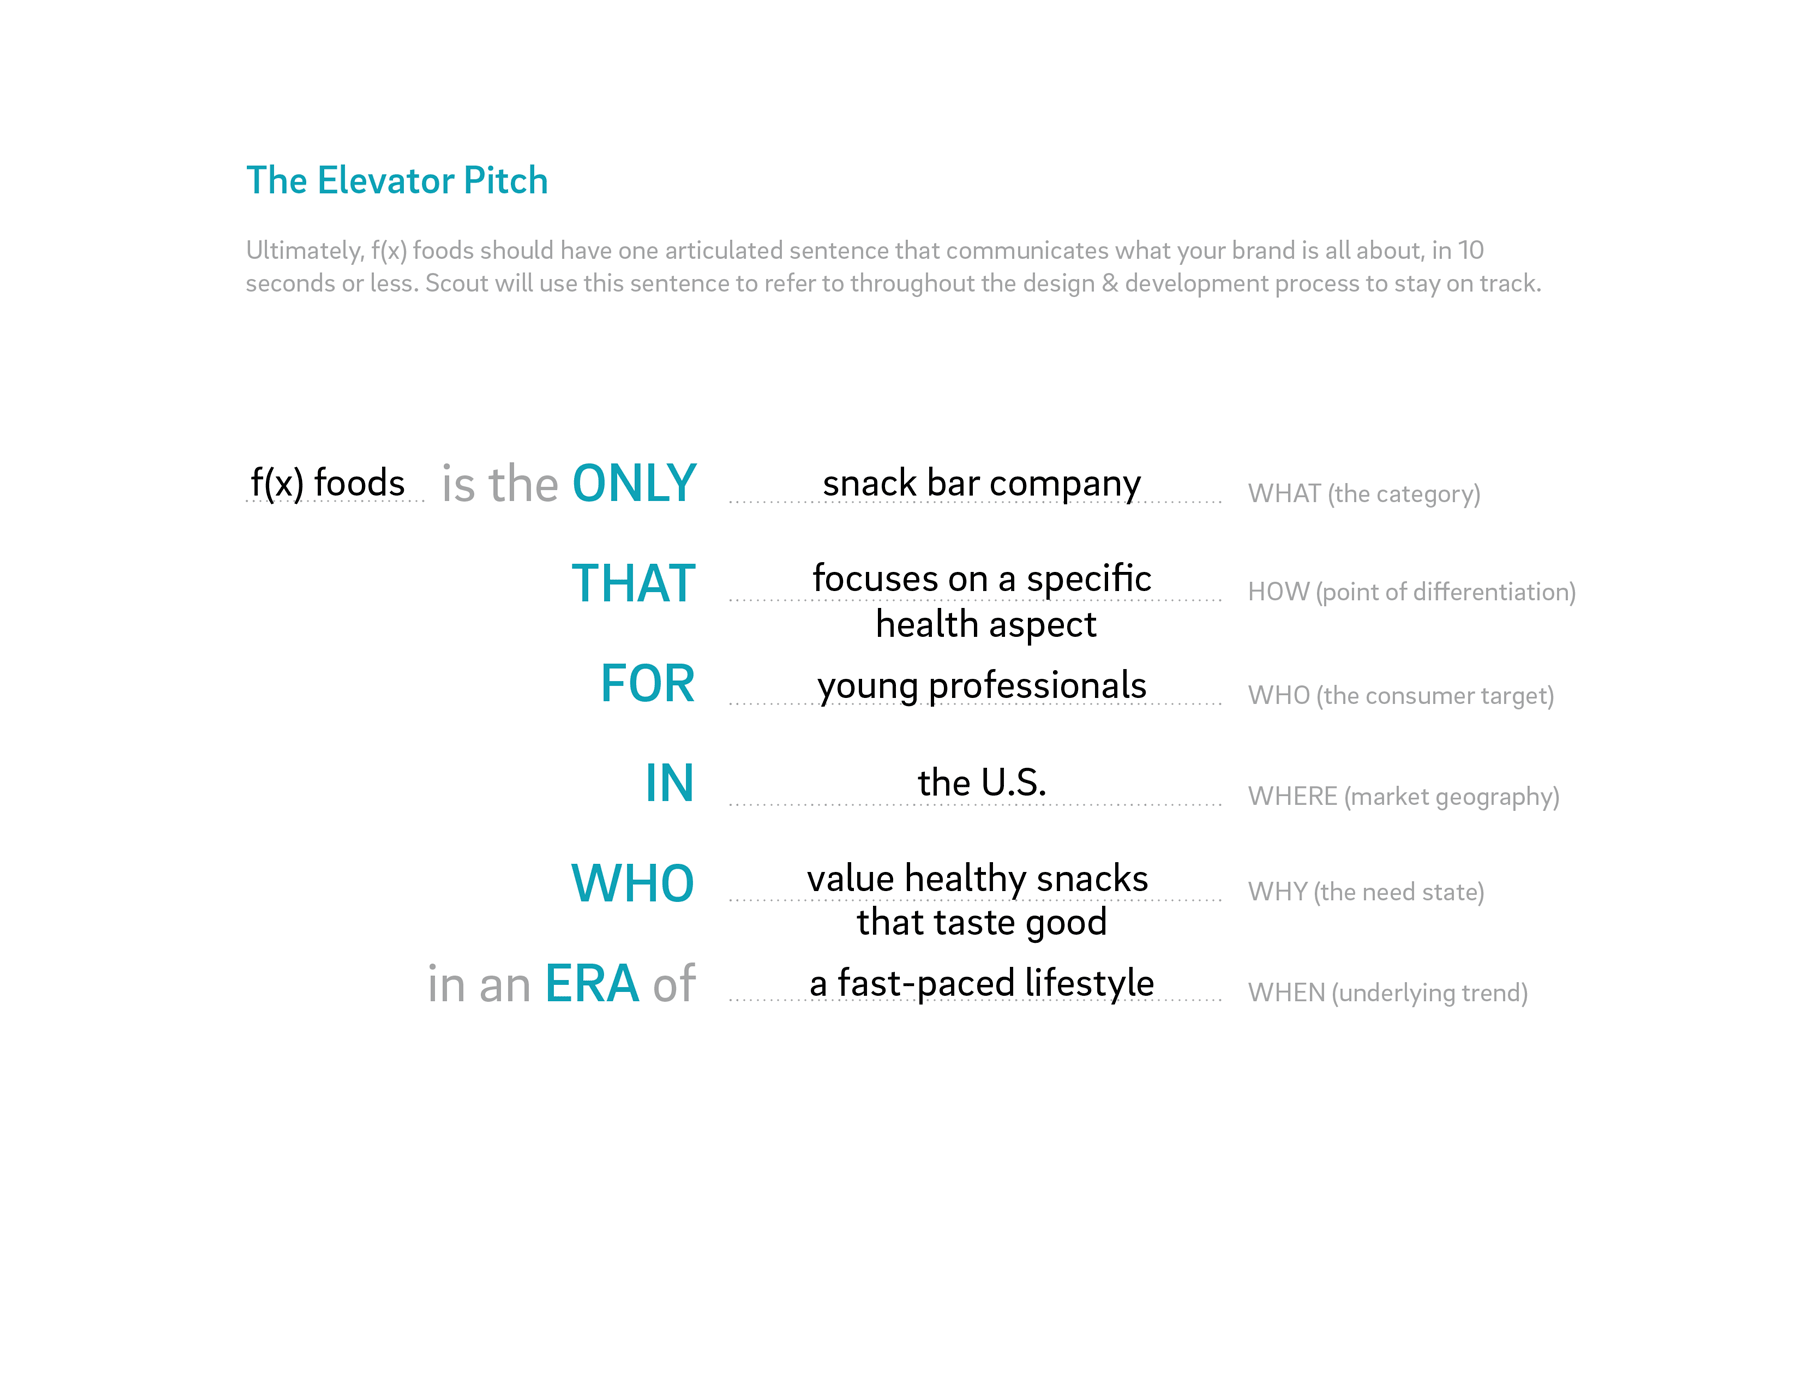 The Elevator Pitch
Ultimately, f(x) foods should have one articulated sentence that communicates what your brand is all about, in 10
seconds or less. Scout will use this sentence to refer to throughout the design & development process to stay on track.
f(x) foods is the ONLY snack bar company WHAT (the category)
THAT focuses on a specific HOW (point of differentiation)
health aspect
FOR young professionals WHO (the consumer target)
IN the U.S. WHERE (market geography)
WHO value healthy snacks WHY (the need state)
that taste good
in an ERA of a fast-paced lifestyle WHEN (underlying trend)